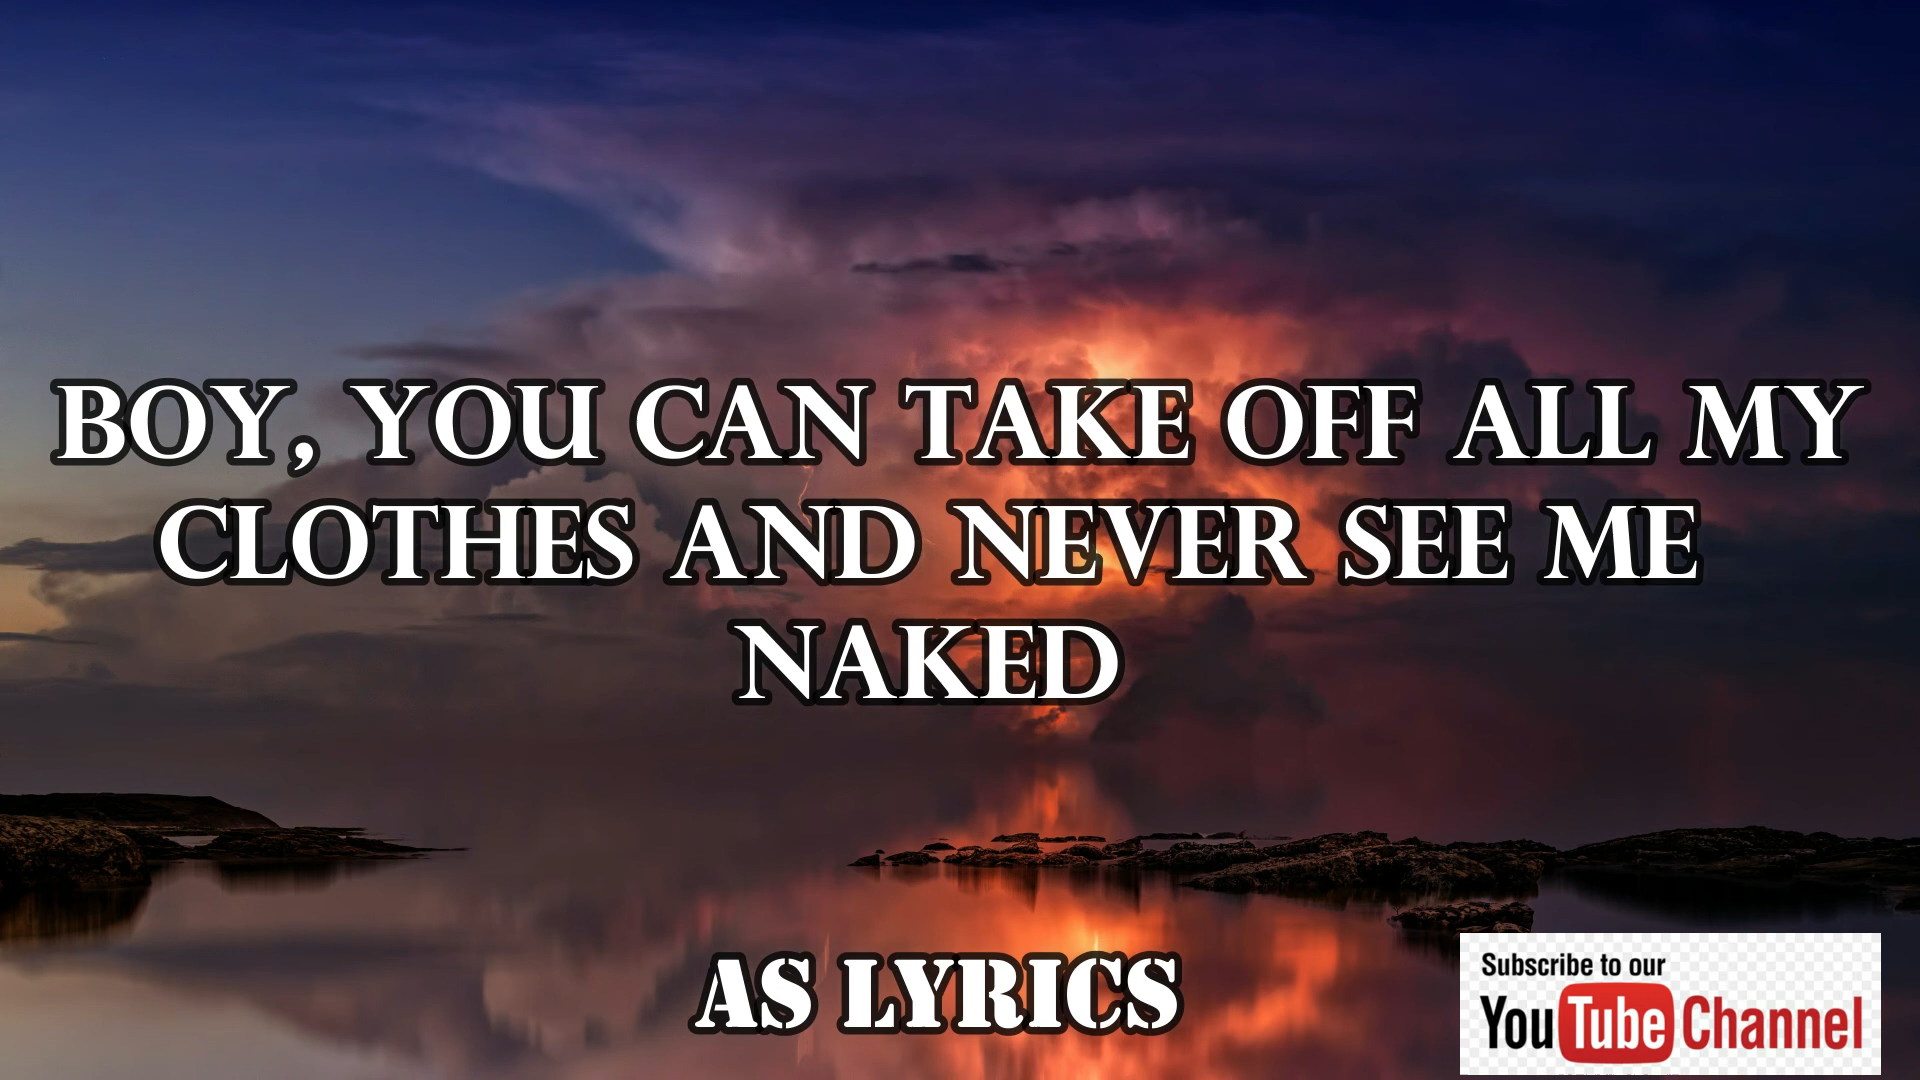 BOY, YOU CAN TAKE OFF ALL MY
CLOTHES AND NEVER SEE ME
NAKED
AS LYRICS
Subscribe to our
YouTube Channel